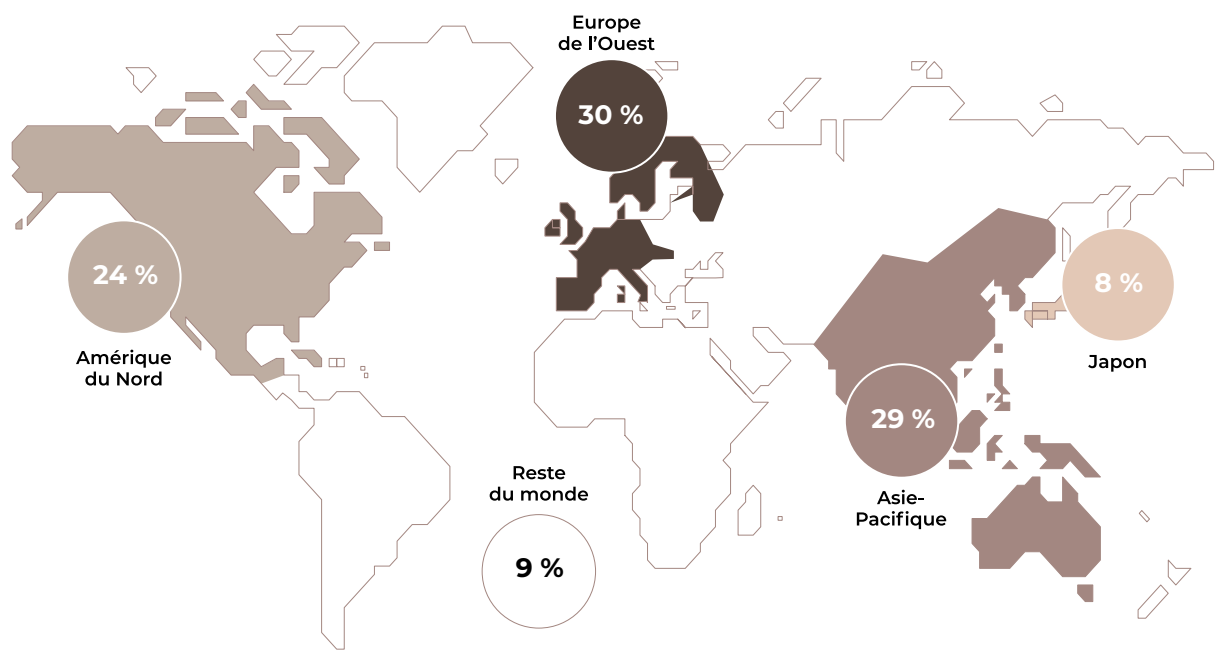 Europe
de l’Ouest
30 %
24 %
Amérique
du Nord
8 %
Japon
29 %
Asie-
Pacifique
Reste
du monde
9 %